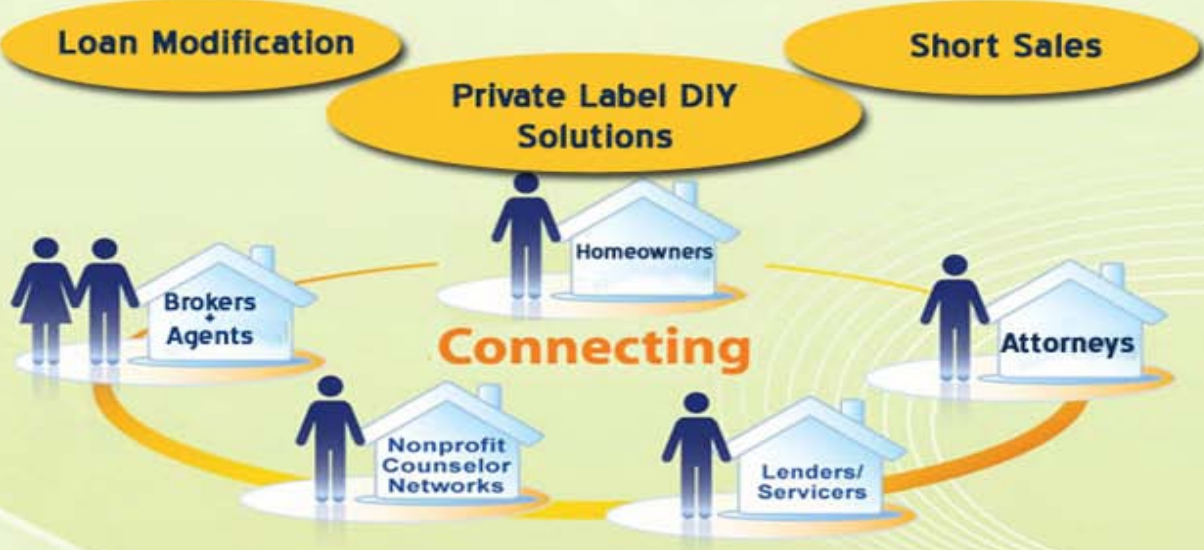 Loan Modification
Short Sales
Private Label DIY
Solutions
Homeowners
Brokers
+
Agents
Connecting
Attorneys
Nonprofit
Counselor
Networks
Lenders/
Servicers